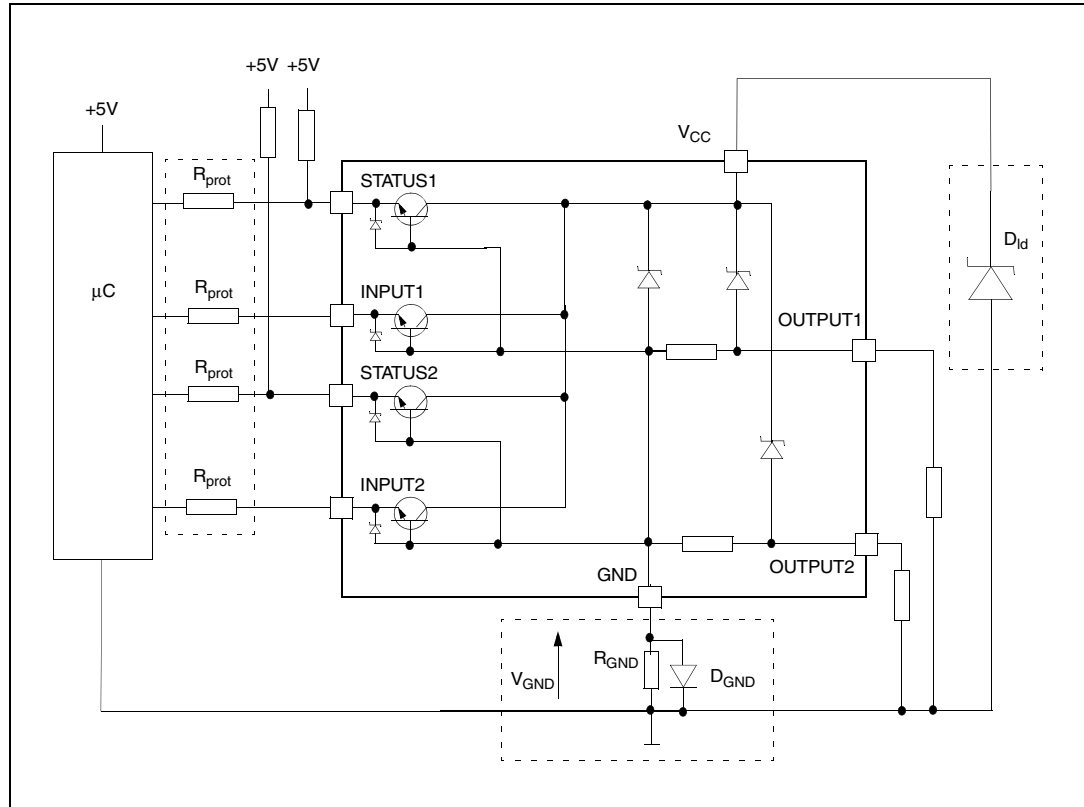 +5V +5V
+5V
VCC
Rprot
STATUS1
Dld
μC
Rprot
INPUT1
OUTPUT1
Rprot
STATUS2
Rprot
INPUT2
GND
OUTPUT2
RGND
VGND
DGND